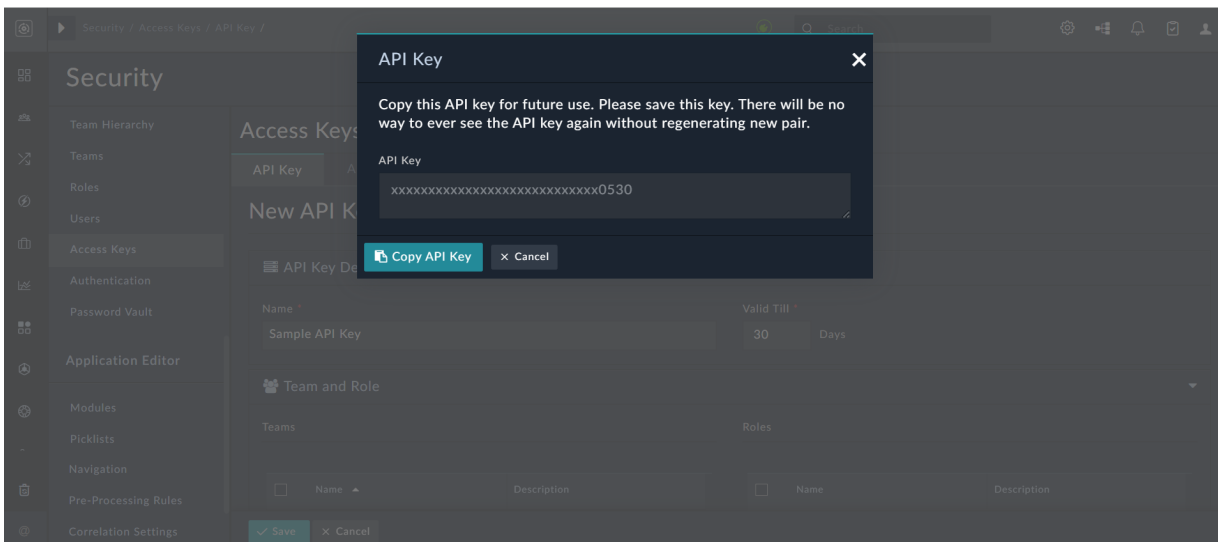 Security / Access Keys / API Key /
Search
Security
Team Hierarchy
Teams
Roles
Users
Access Keys
Authentication
Password Vault
Application Editor
Modules
Picklists
Navigation
Pre-Processing Rules
Correlation Settings
Access Keys
API Key
A
New API K
API Key De
Name *
Valid Till *
Sample API Key
30
Days
Team and Role
Teams
Roles
Name
Description
Name
Description
Save
Cancel
API Key
Copy this API key for future use. Please save this key. There will be no
way to ever see the API key again without regenerating new pair.
API Key
xxxxxxxxxxxxxxxxxxxxxxxxxxxx0530
Copy API Key
Cancel